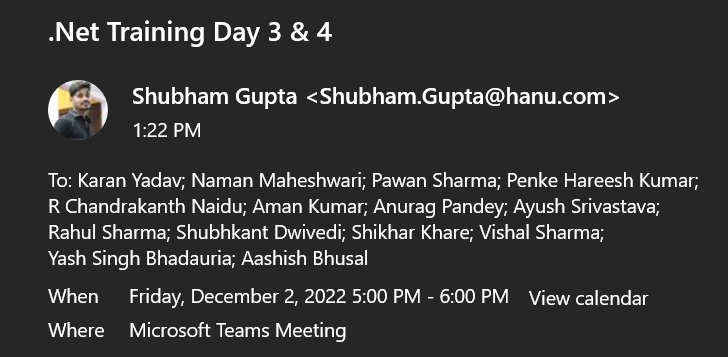 .Net Training Day 3 & 4
Shubham Gupta <Shubham.Gupta@hanu.com>
1:22 PM
To: Karan Yadav; Naman Maheshwari; Pawan Sharma; Penke Hareesh Kumar;
R Chandrakanth Naidu; Aman Kumar; Anurag Pandey; Ayush Srivastava;
Rahul Sharma; Shubhkant Dwivedi; Shikhar Khare; Vishal Sharma;
Yash Singh Bhadauria; Aashish Bhusal
When Friday, December 2, 2022 5:00 PM - 6:00 PM View calendar
Where Microsoft Teams Meeting